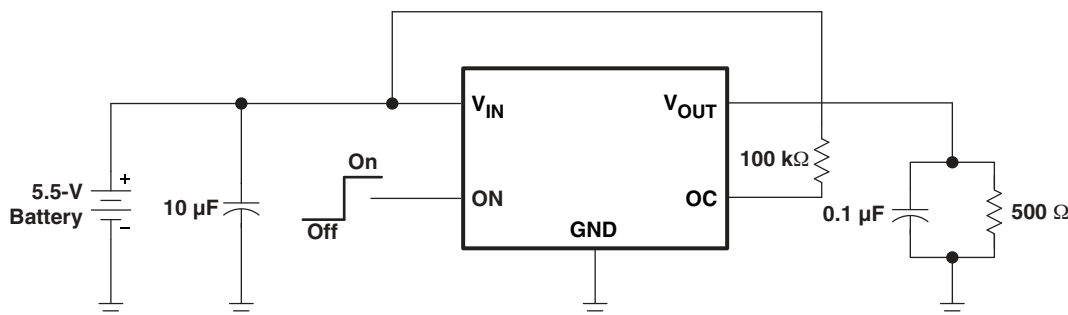 V_IN
V_OUT
On
100 kΩ
5.5-V
Battery
+
-
10 µF
ON
OC
Off
GND
0.1 µF
500 Ω